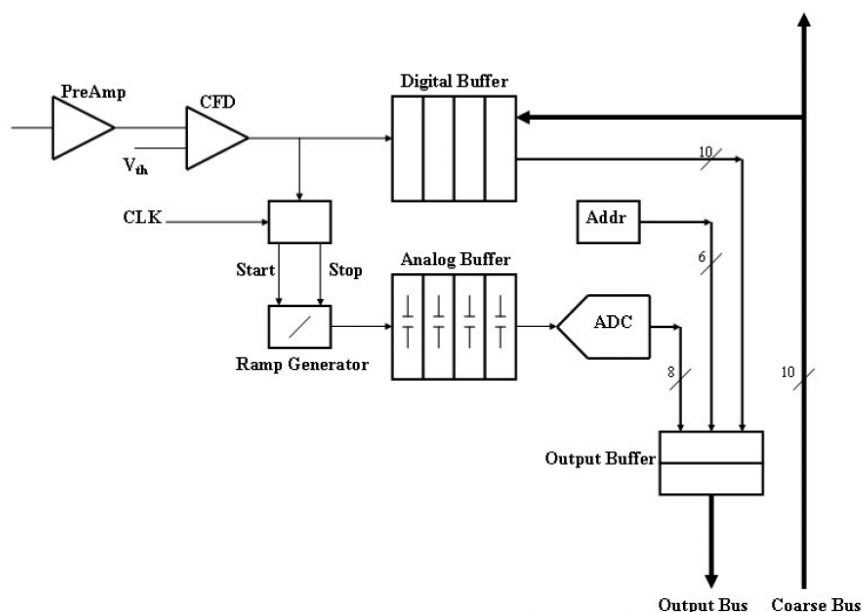 PreAmp
CFD
Digital Buffer
V_th
10
CLK
Addr
Start
Stop
Analog Buffer
6
ADC
Ramp Generator
8
10
Output Buffer
Output Bus
Coarse Bus